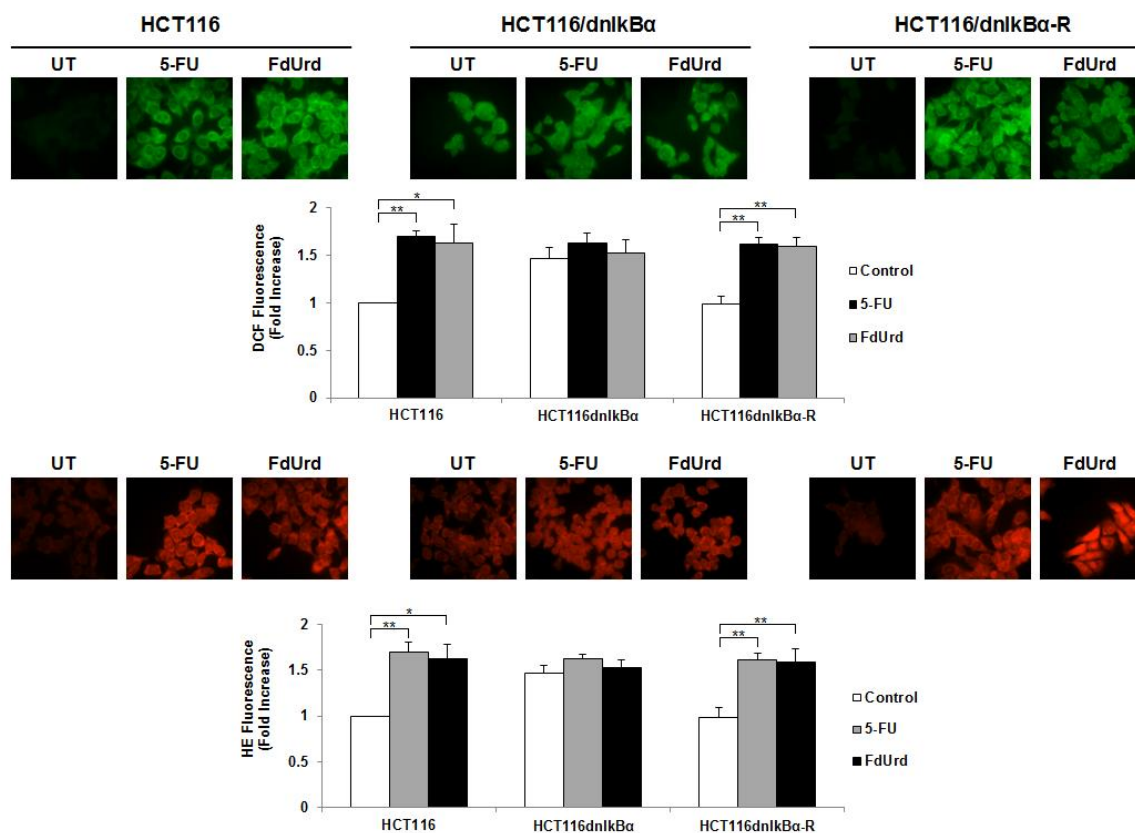 HCT116 HCT116/dnIkBα HCT116/dnIkBα-R
UT 5-FU FdUrd UT 5-FU FdUrd UT 5-FU FdUrd
DCF Fluorescence
(Fold Increase)
2
1.5
1
0.5
0
*
**
**
**
HCT116 HCT116dnIkBα HCT116dnIkBα-R
Control
5-FU
FdUrd
UT 5-FU FdUrd UT 5-FU FdUrd UT 5-FU FdUrd
HE Fluorescence
(Fold Increase)
2
1.5
1
0.5
0
*
**
**
**
HCT116 HCT116dnIkBα HCT116dnIkBα-R
Control
5-FU
FdUrd